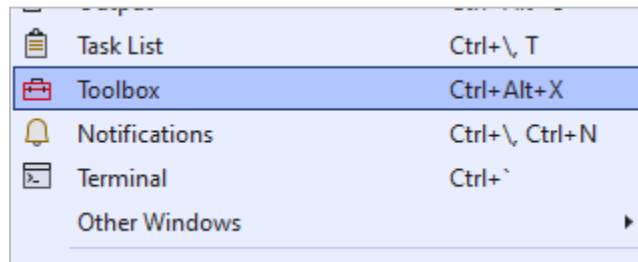 Task List Ctrl+\, T
Toolbox Ctrl+Alt+X
Notifications Ctrl+\, Ctrl+N
Terminal Ctrl+`
Other Windows